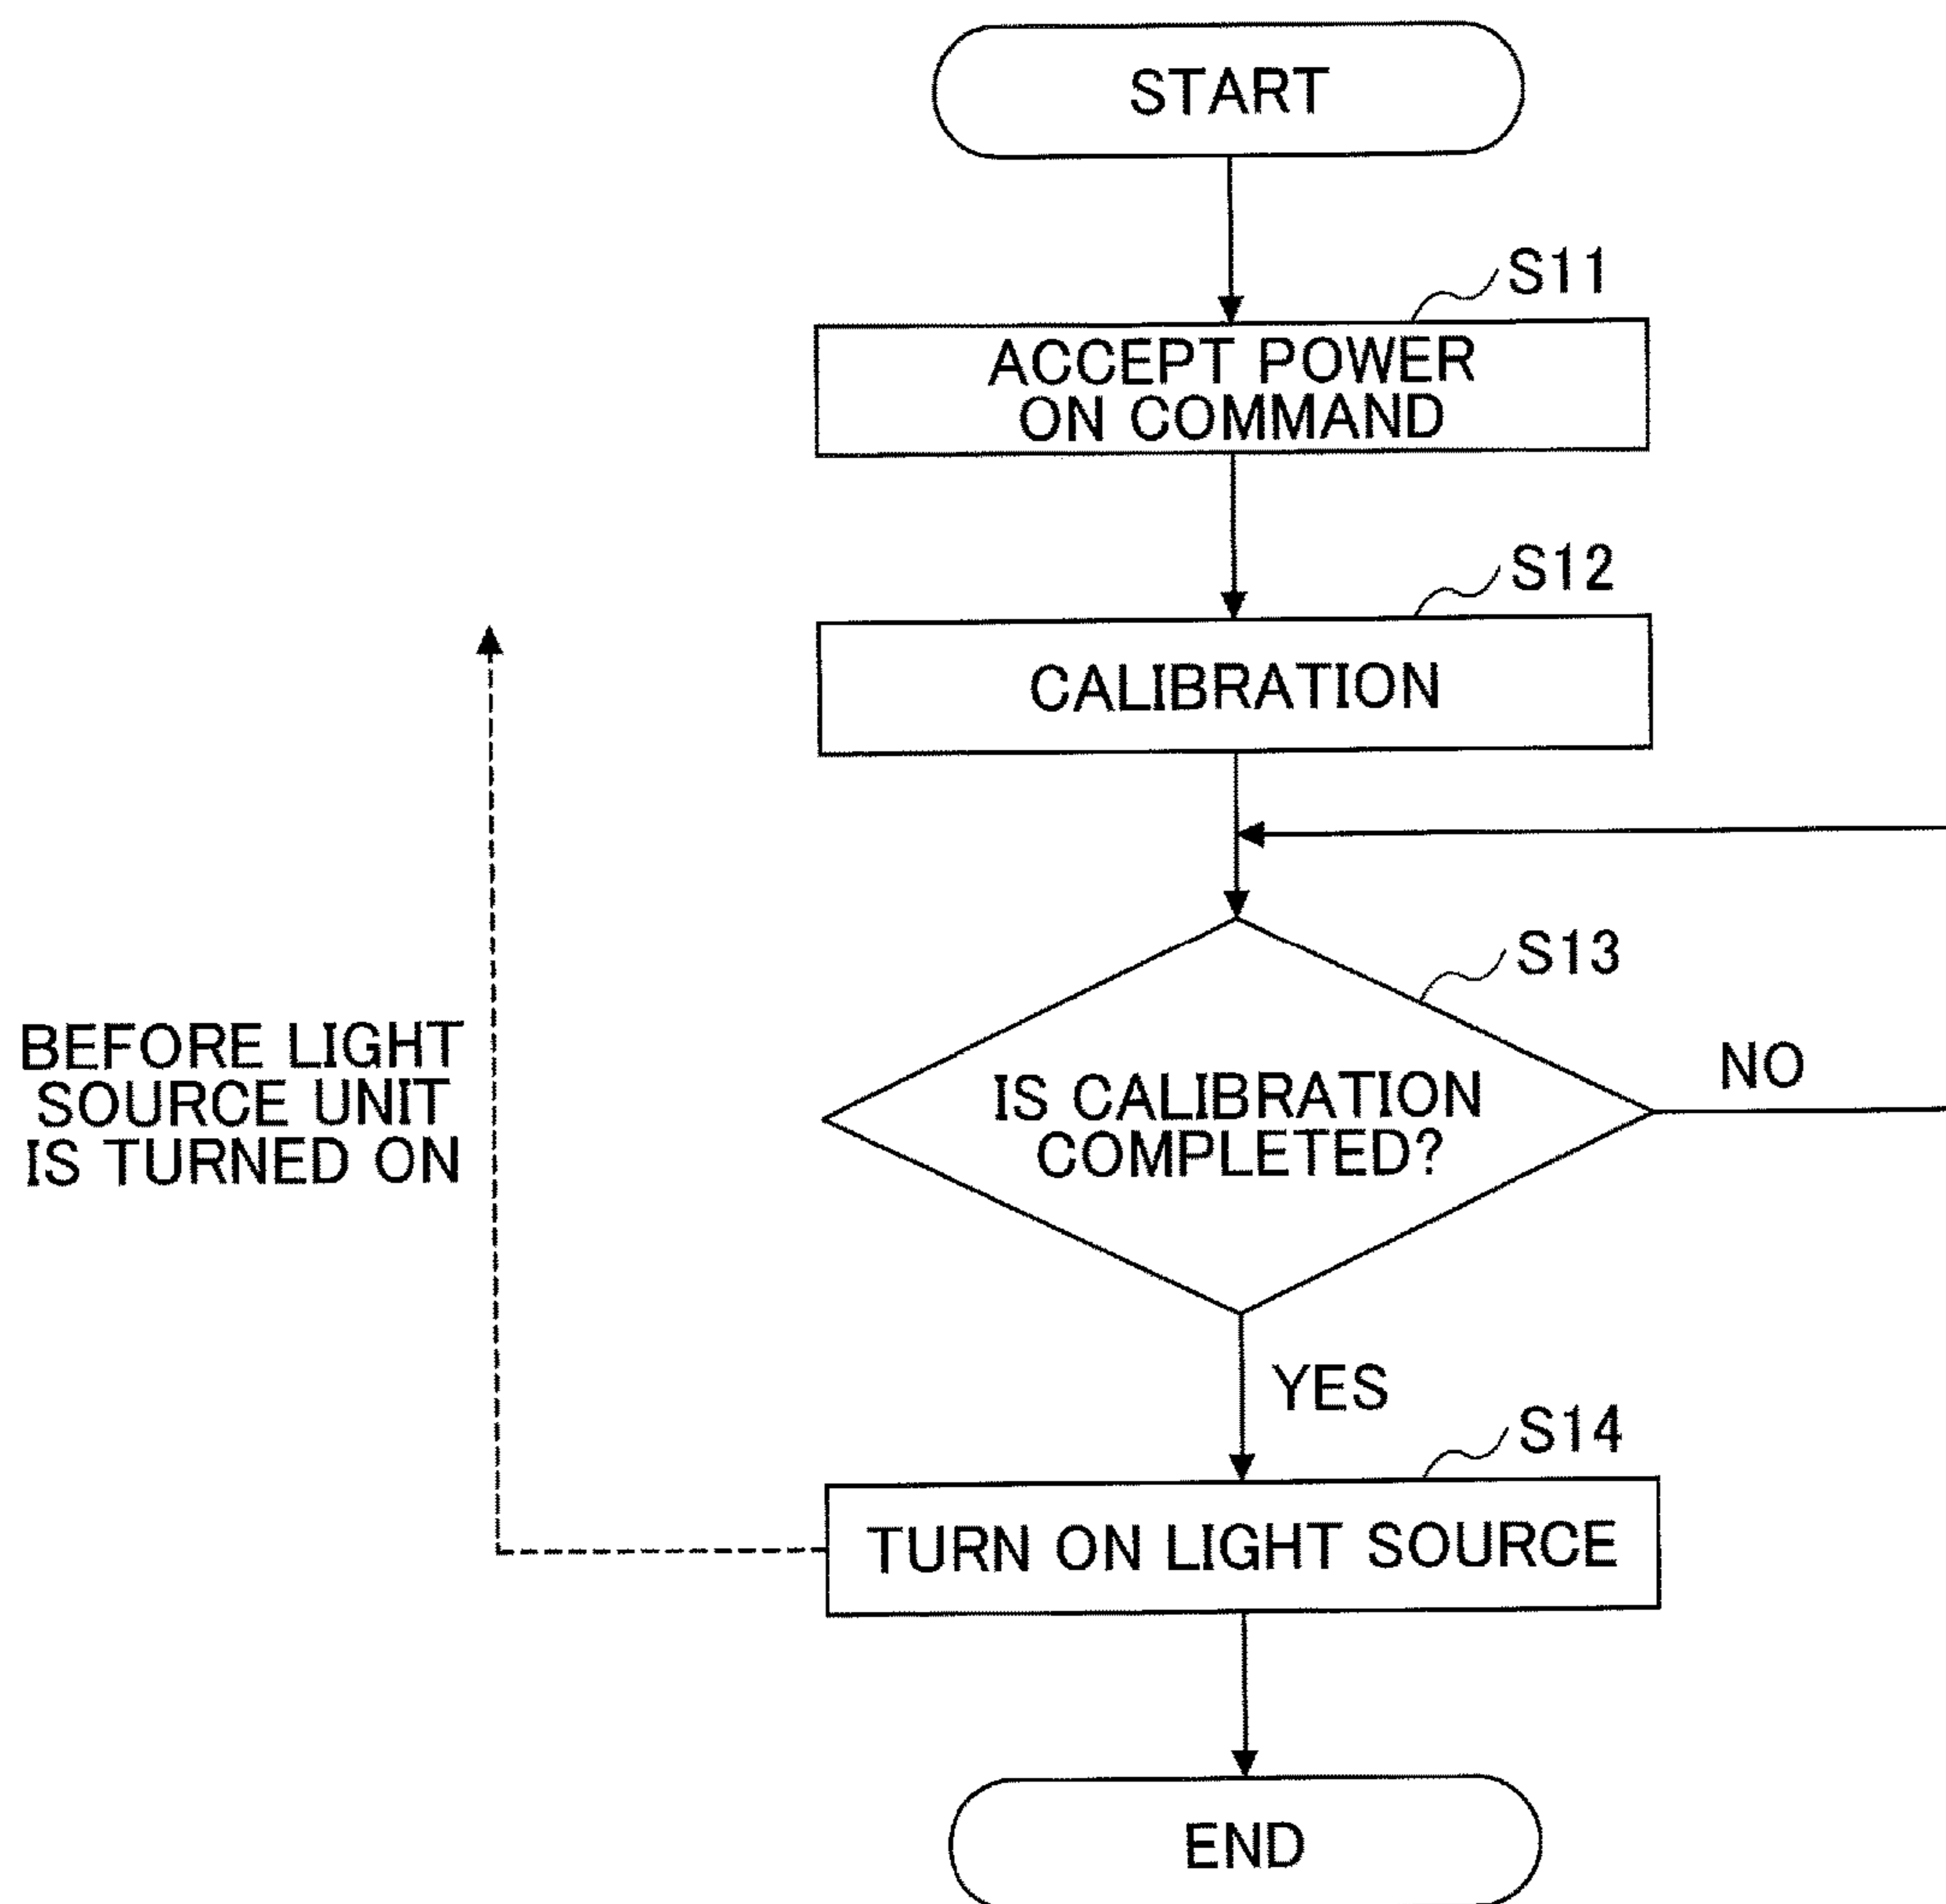 START
S11
ACCEPT POWER
ON COMMAND
S12
CALIBRATION
S13
BEFORE LIGHT
SOURCE UNIT
IS TURNED ON
IS CALIBRATION
COMPLETED?
NO
YES
S14
TURN ON LIGHT SOURCE
END